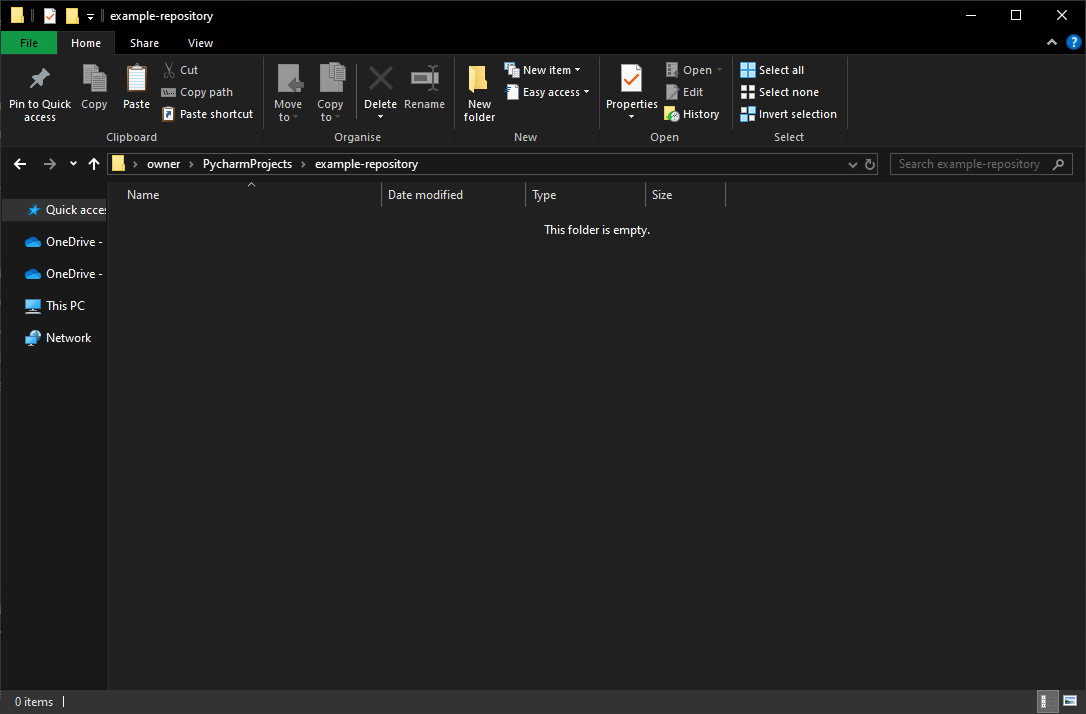 example-repository
File Home Share View
Pin to Quick access
Copy
Paste
Cut
Copy path
Paste shortcut
Clipboard
Move to
Copy to
Delete
Rename
Organise
New folder
New item
Easy access
New
Properties
Open
Edit
History
Open
Select all
Select none
Invert selection
Select
owner > PycharmProjects > example-repository
Search example-repository
Name Date modified Type Size
This folder is empty.
Quick acces
OneDrive -
OneDrive -
This PC
Network
0 items